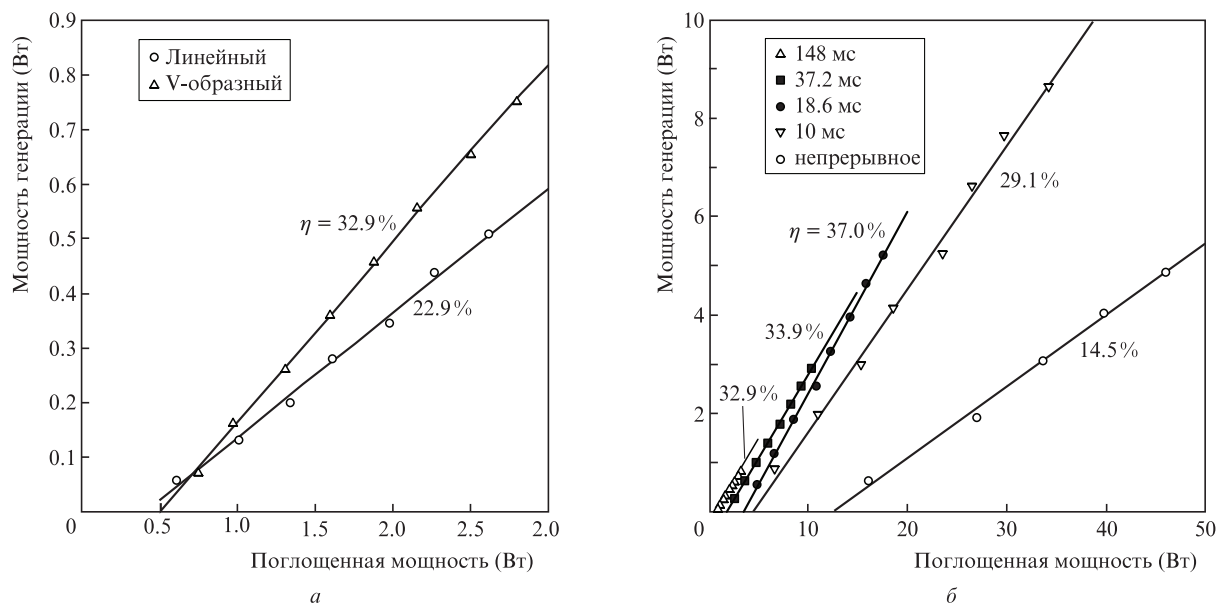 0.9
0.8
0.7
0.6
0.5
0.4
0.3
0.2
0.1
0
0.5
1.0
1.5
2.0
2.5
2.0
Мощность генерации (Вт)
Линейный
V-образный
η = 32.9%
22.9%
Поглощенная мощность (Вт)
а
10
8
6
4
2
0
10
20
30
40
50
Мощность генерации (Вт)
148 мс
37.2 мс
18.6 мс
10 мс
непрерывное
29.1%
η = 37.0%
33.9%
14.5%
32.9%
Поглощенная мощность (Вт)
б